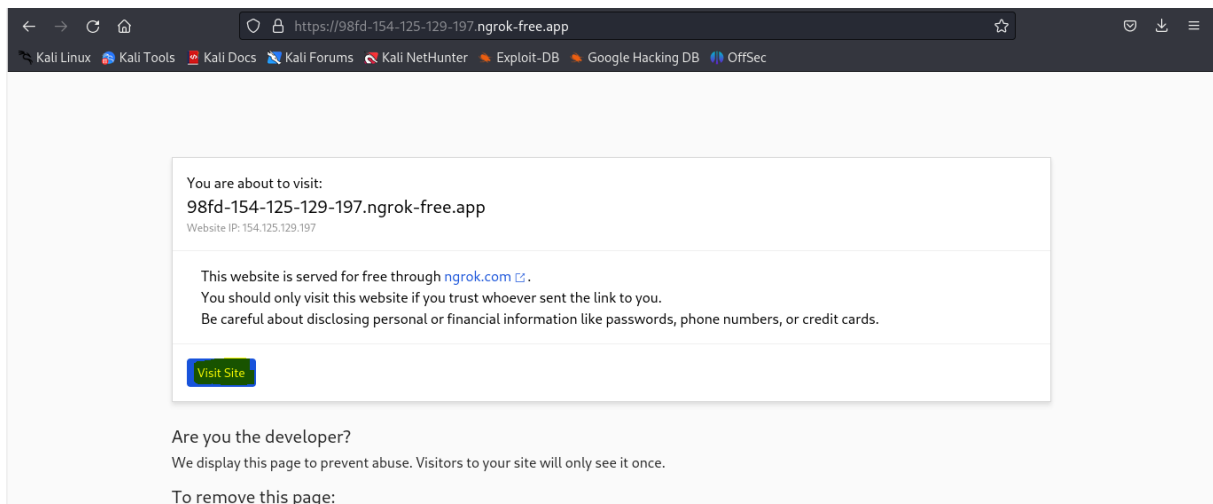 https://98fd-154-125-129-197.ngrok-free.app
Kali Linux Kali Tools Kali Docs Kali Forums Kali NetHunter Exploit-DB Google Hacking DB OffSec
You are about to visit:
98fd-154-125-129-197.ngrok-free.app
Website IP: 154.125.129.197
This website is served for free through ngrok.com.
You should only visit this website if you trust whoever sent the link to you.
Be careful about disclosing personal or financial information like passwords, phone numbers, or credit cards.
Visit Site
Are you the developer?
We display this page to prevent abuse. Visitors to your site will only see it once.
To remove this page: